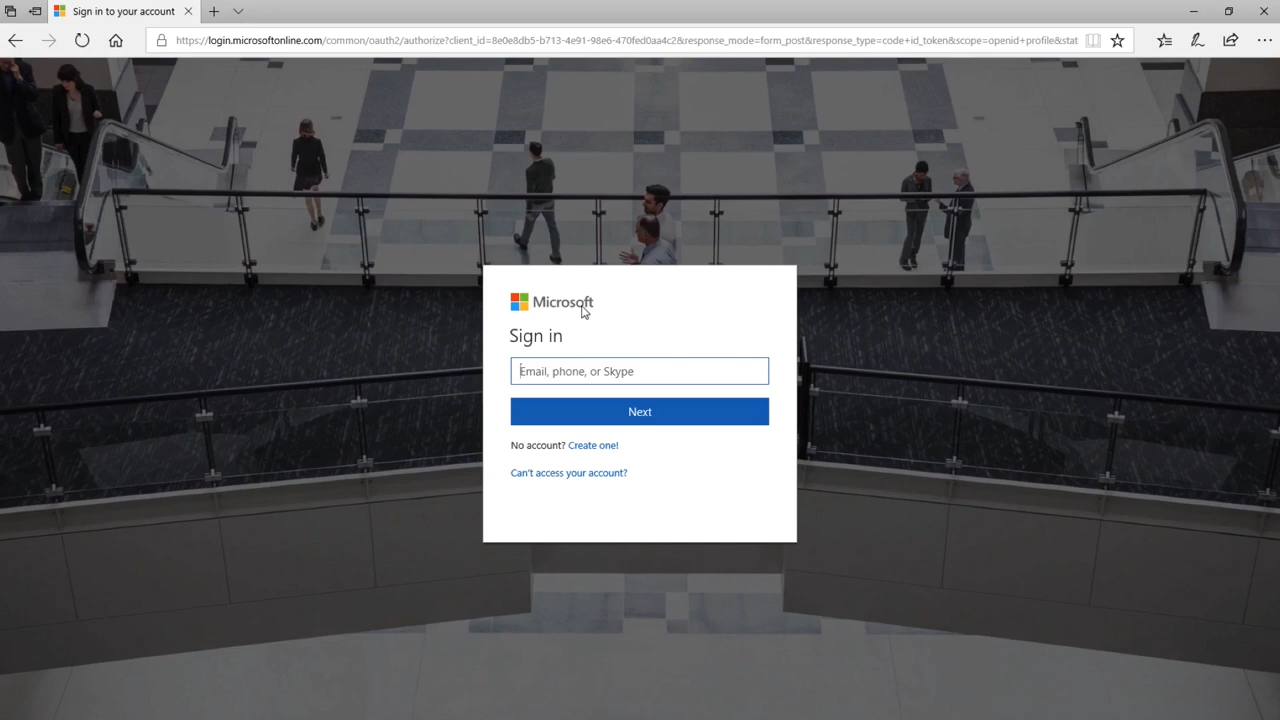 Sign in to your account
https://login.microsoftonline.com/common/oauth2/authorize?client_id=8e0e8db5-b713-4e91-98e6-470fed0aa4c2&response_mode=form_post&response_type=code+id_token&scope=openid+profile&stat
Microsoft
Sign in
Email, phone, or Skype
Next
No account? Create one!
Can't access your account?